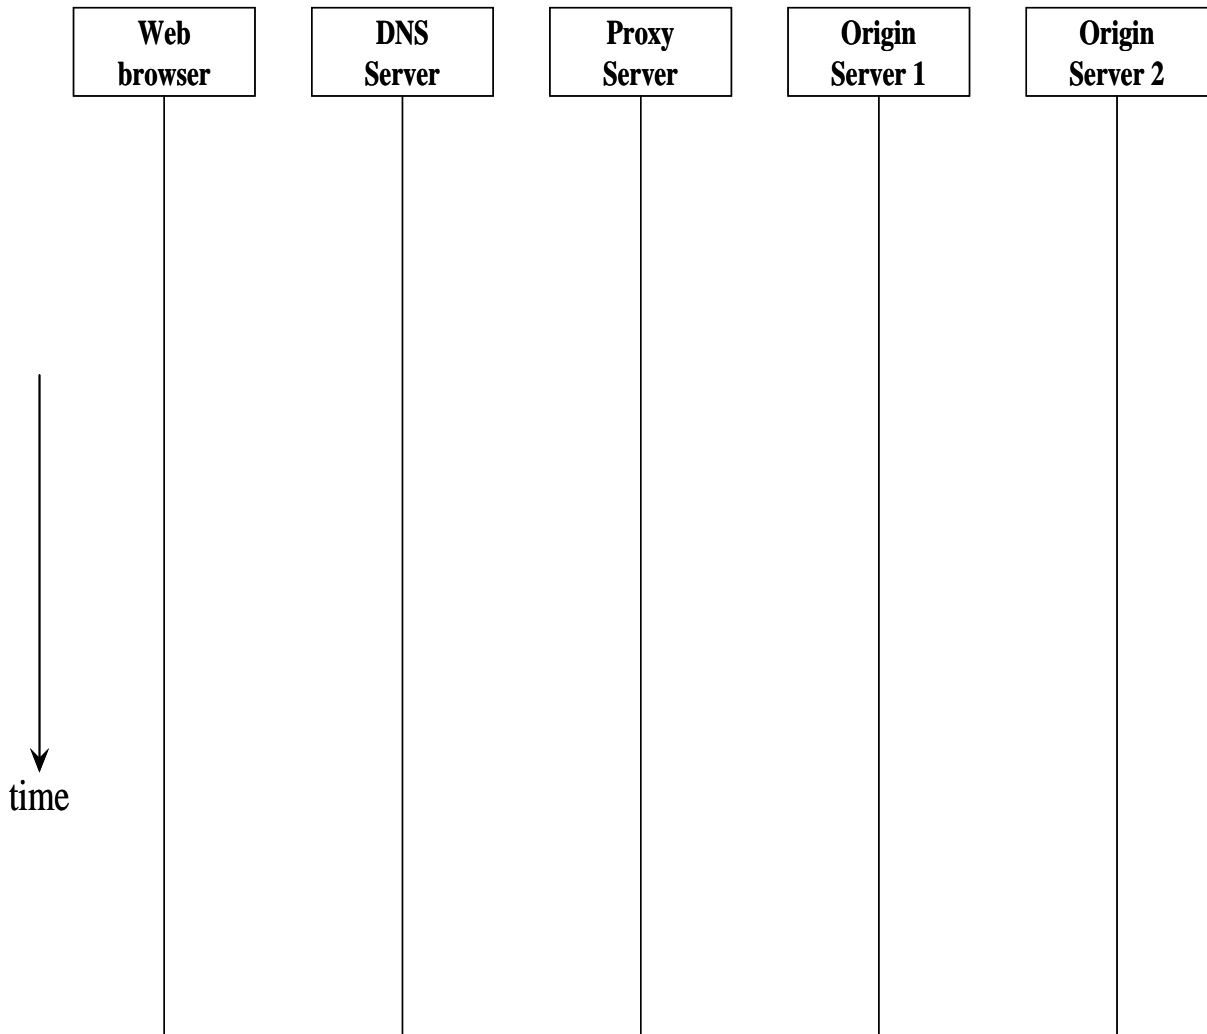 Web
browser
DNS
Server
Proxy
Server
Origin
Server 1
Origin
Server 2
time